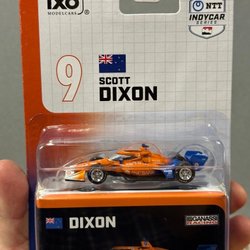 IXO
MODELCARS
NTT
INDYCAR
SERIES
9
SCOTT
DIXON
DIXON